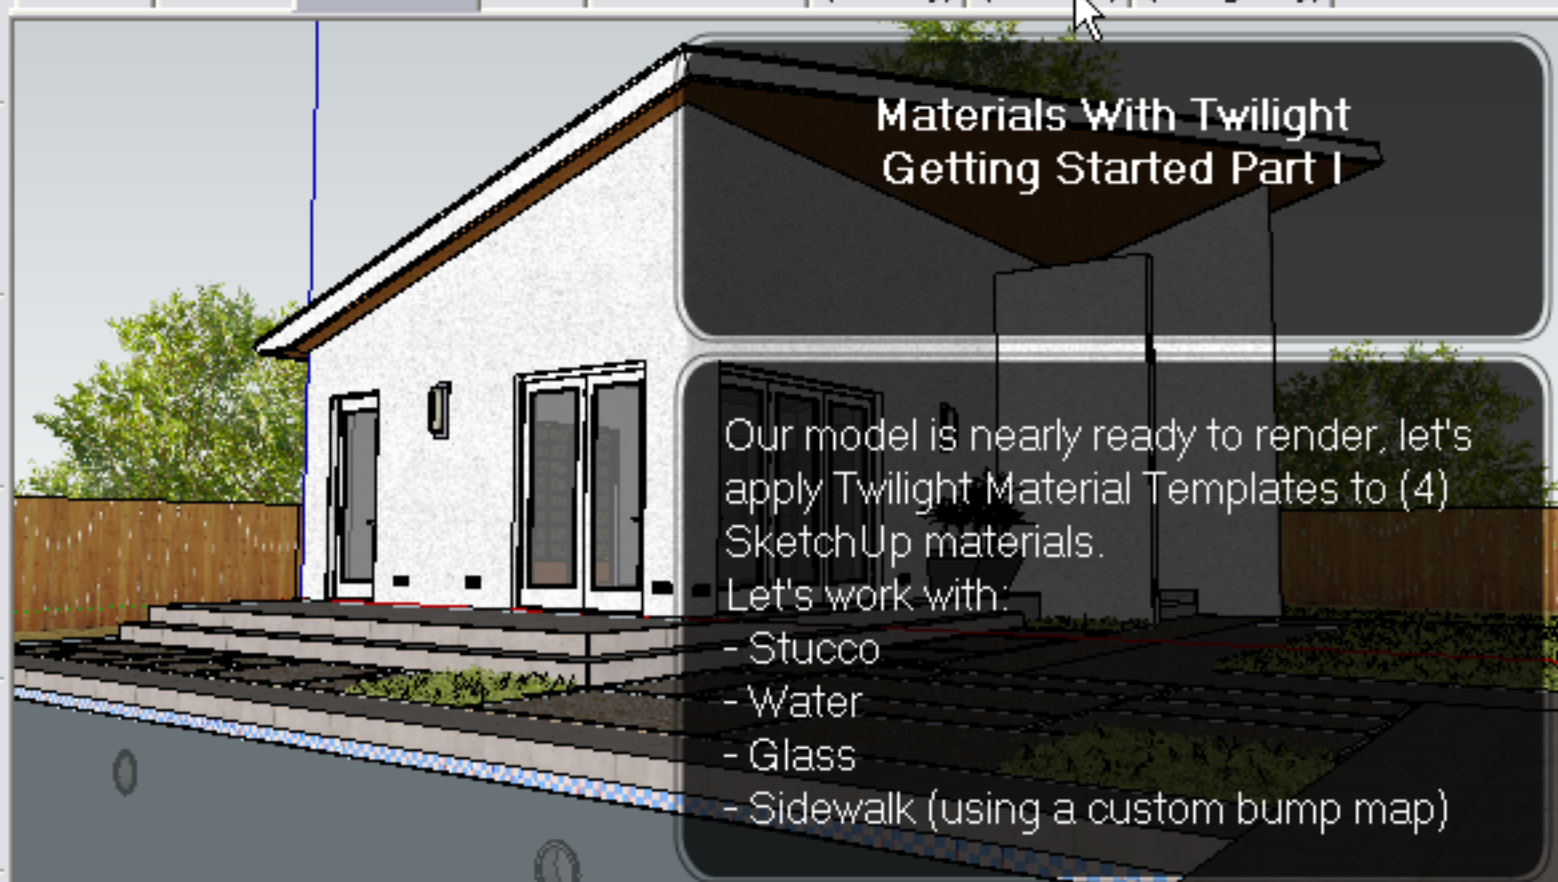 Materials With Twilight
Getting Started Part I
Our model is nearly ready to render, let's
apply Twilight Material Templates to (4)
SketchUp materials.
Let's work with:
- Stucco
- Water
- Glass
- Sidewalk (using a custom bump map)